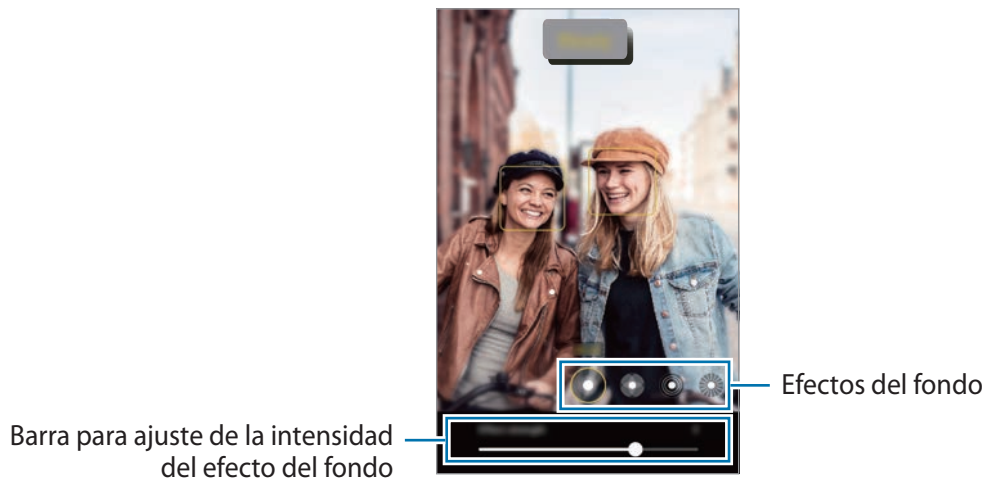 Efectos del fondo
Barra para ajuste de la intensidad
del efecto del fondo